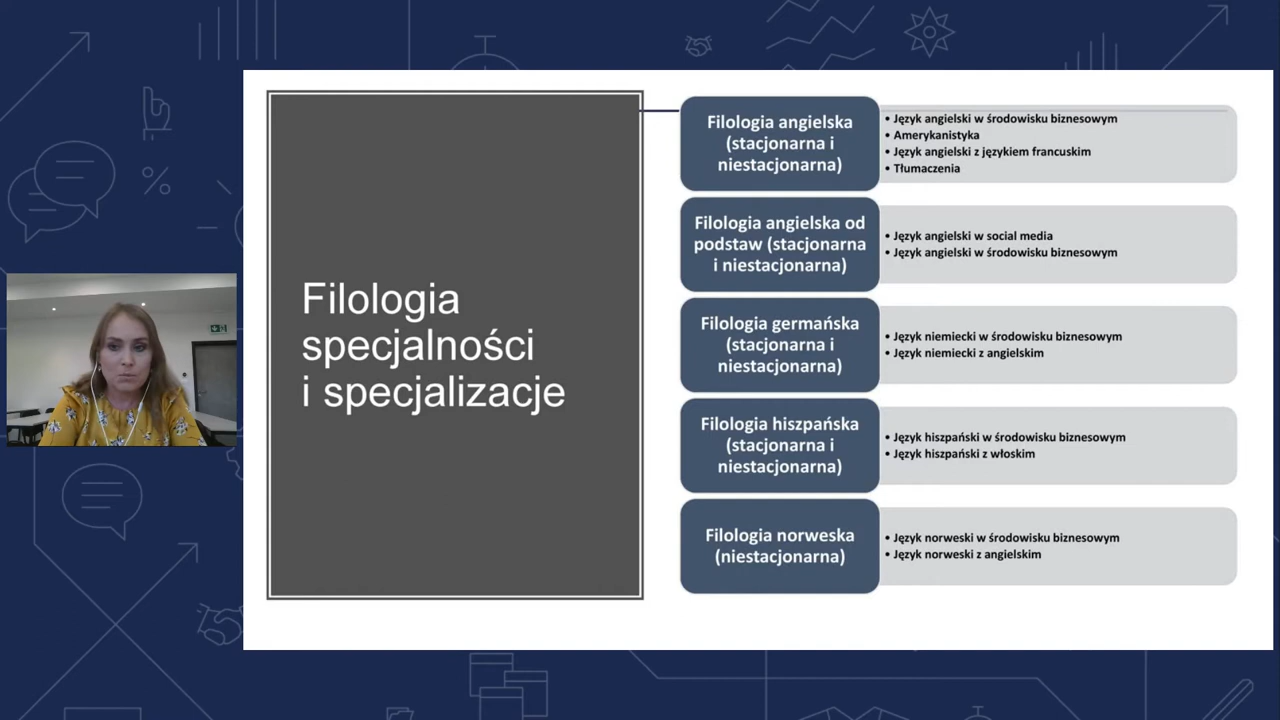 Filologia
specjalności
i specjalizacje
Filologia angielska
(stacjonarna i
niestacjonarna)
• Język angielski w środowisku biznesowym
• Amerykanistyka
• Język angielski z językiem francuskim
• Tłumaczenia
Filologia angielska od
podstaw (stacjonarna
i niestacjonarna)
• Język angielski w social media
• Język angielski w środowisku biznesowym
Filologia germańska
(stacjonarna i
niestacjonarna)
• Język niemiecki w środowisku biznesowym
• Język niemiecki z angielskim
Filologia hiszpańska
(stacjonarna i
niestacjonarna)
• Język hiszpański w środowisku biznesowym
• Język hiszpański z włoskim
Filologia norweska
(niestacjonarna)
• Język norweski w środowisku biznesowym
• Język norweski z angielskim